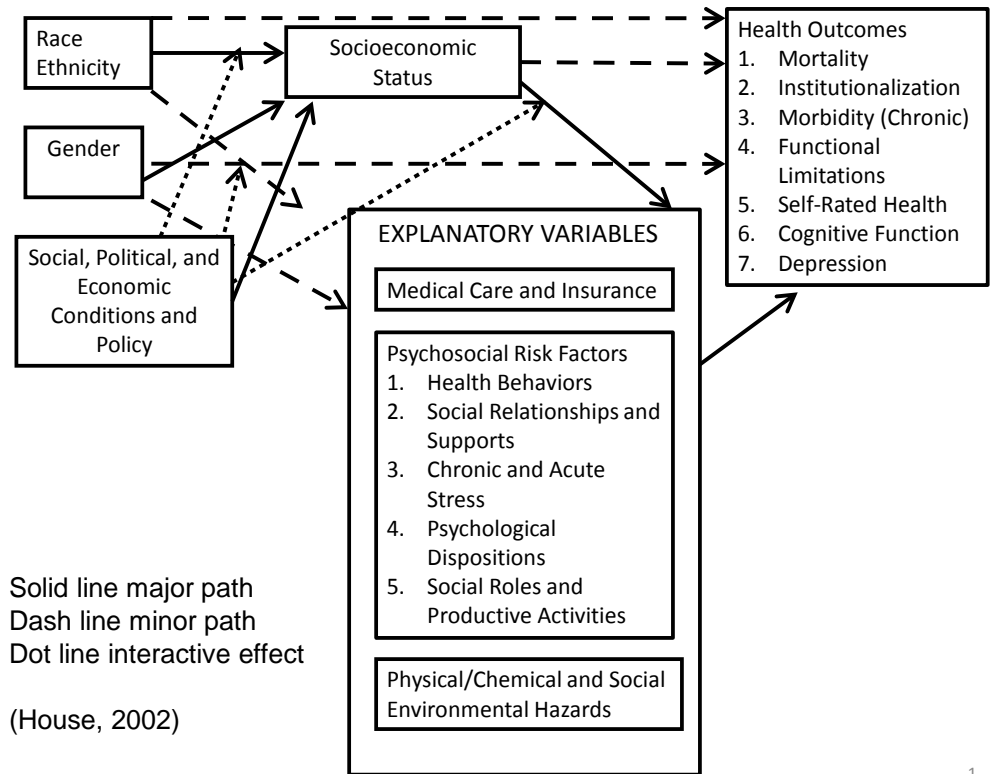 Race
Ethnicity
Socioeconomic
Status
Health Outcomes
1. Mortality
2. Institutionalization
3. Morbidity (Chronic)
4. Functional
Limitations
5. Self-Rated Health
6. Cognitive Function
7. Depression
Gender
Social, Political, and
Economic
Conditions and
Policy
EXPLANATORY VARIABLES
Medical Care and Insurance
Psychosocial Risk Factors
1. Health Behaviors
2. Social Relationships and
Supports
3. Chronic and Acute
Stress
4. Psychological
Dispositions
5. Social Roles and
Productive Activities
Physical/Chemical and Social
Environmental Hazards
Solid line major path
Dash line minor path
Dot line interactive effect
(House, 2002)
1